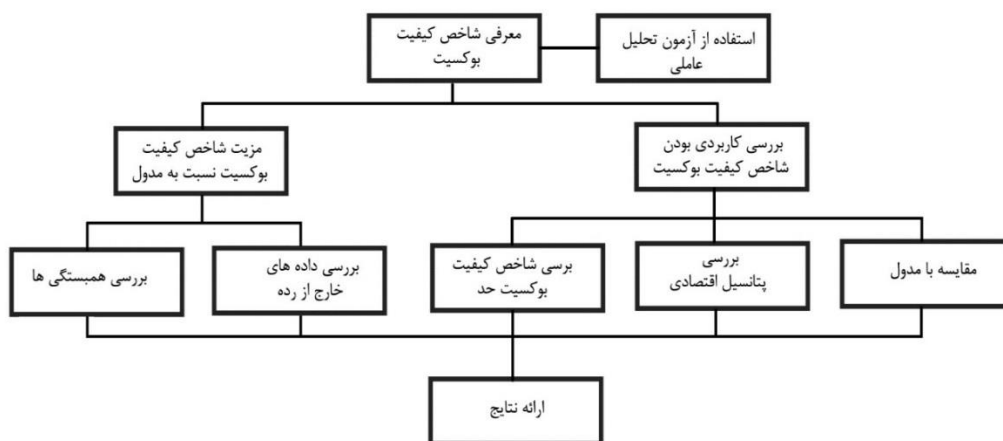 معرفی شاخص کیفیت
بوکسیت
استفاده از آزمون تحلیل
عاملی
بررسی کاربردی بودن
شاخص کیفیت بوکسیت
مزیت شاخص کیفیت
بوکسیت نسبت به مدول
مقایسه با مدول
بررسی
پتانسیل اقتصادی
برسی شاخص کیفیت
بوکسیت حد
بررسی داده های
خارج از رده
بررسی همبستگی ها
ارائه نتایج